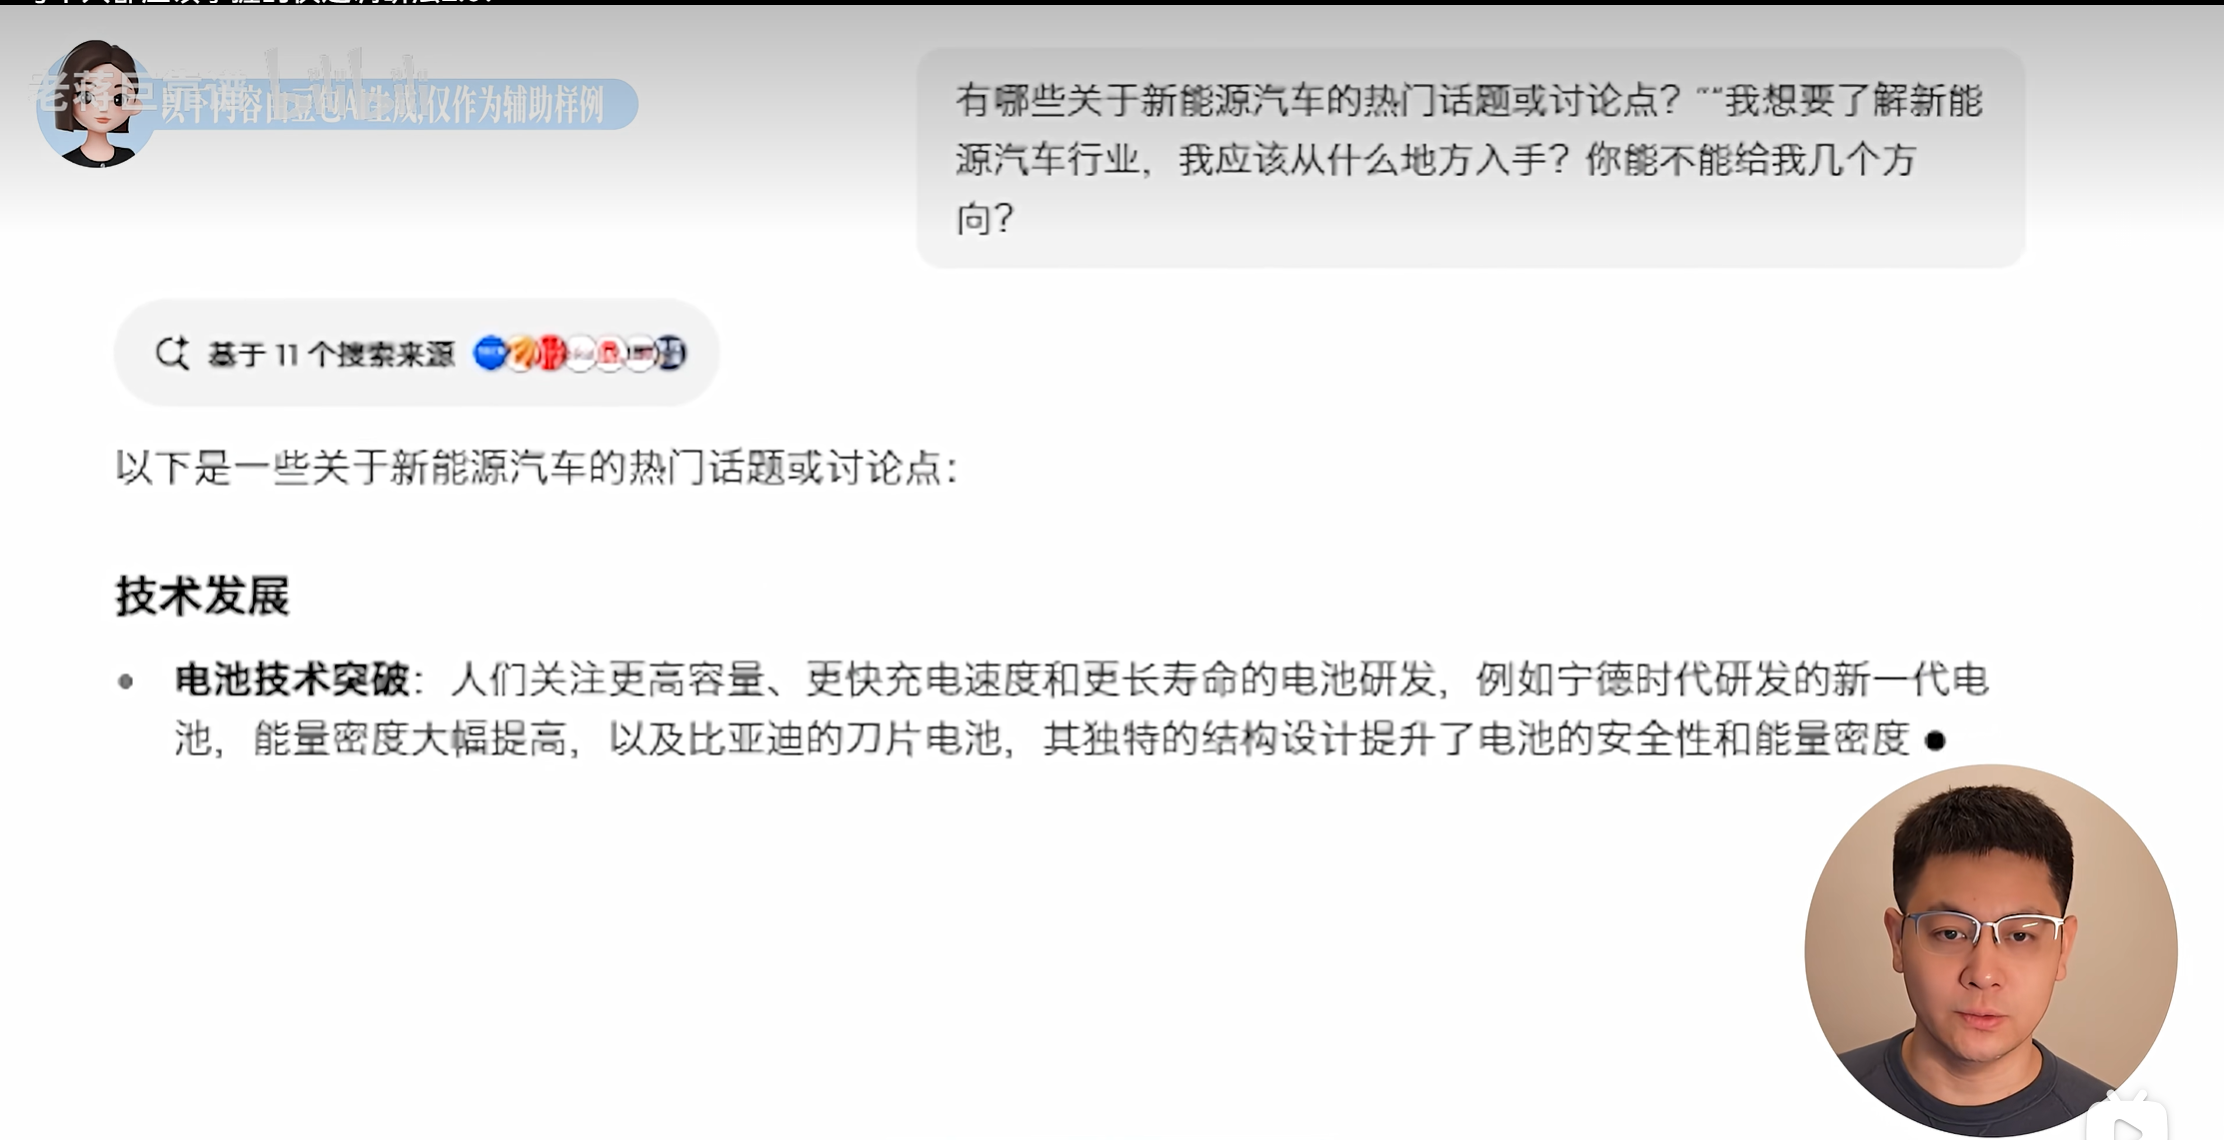 老蒋巨靠谱 bilibili
以下内容由豆包AI生成,仅作为辅助样例
有哪些关于新能源汽车的热门话题或讨论点？““我想要了解新能
源汽车行业，我应该从什么地方入手？你能不能给我几个方
向？
基于 11 个搜索来源
以下是一些关于新能源汽车的热门话题或讨论点：
技术发展
• 电池技术突破：人们关注更高容量、更快充电速度和更长寿命的电池研发，例如宁德时代研发的新一代电
池，能量密度大幅提高，以及比亚迪的刀片电池，其独特的结构设计提升了电池的安全性和能量密度 ●